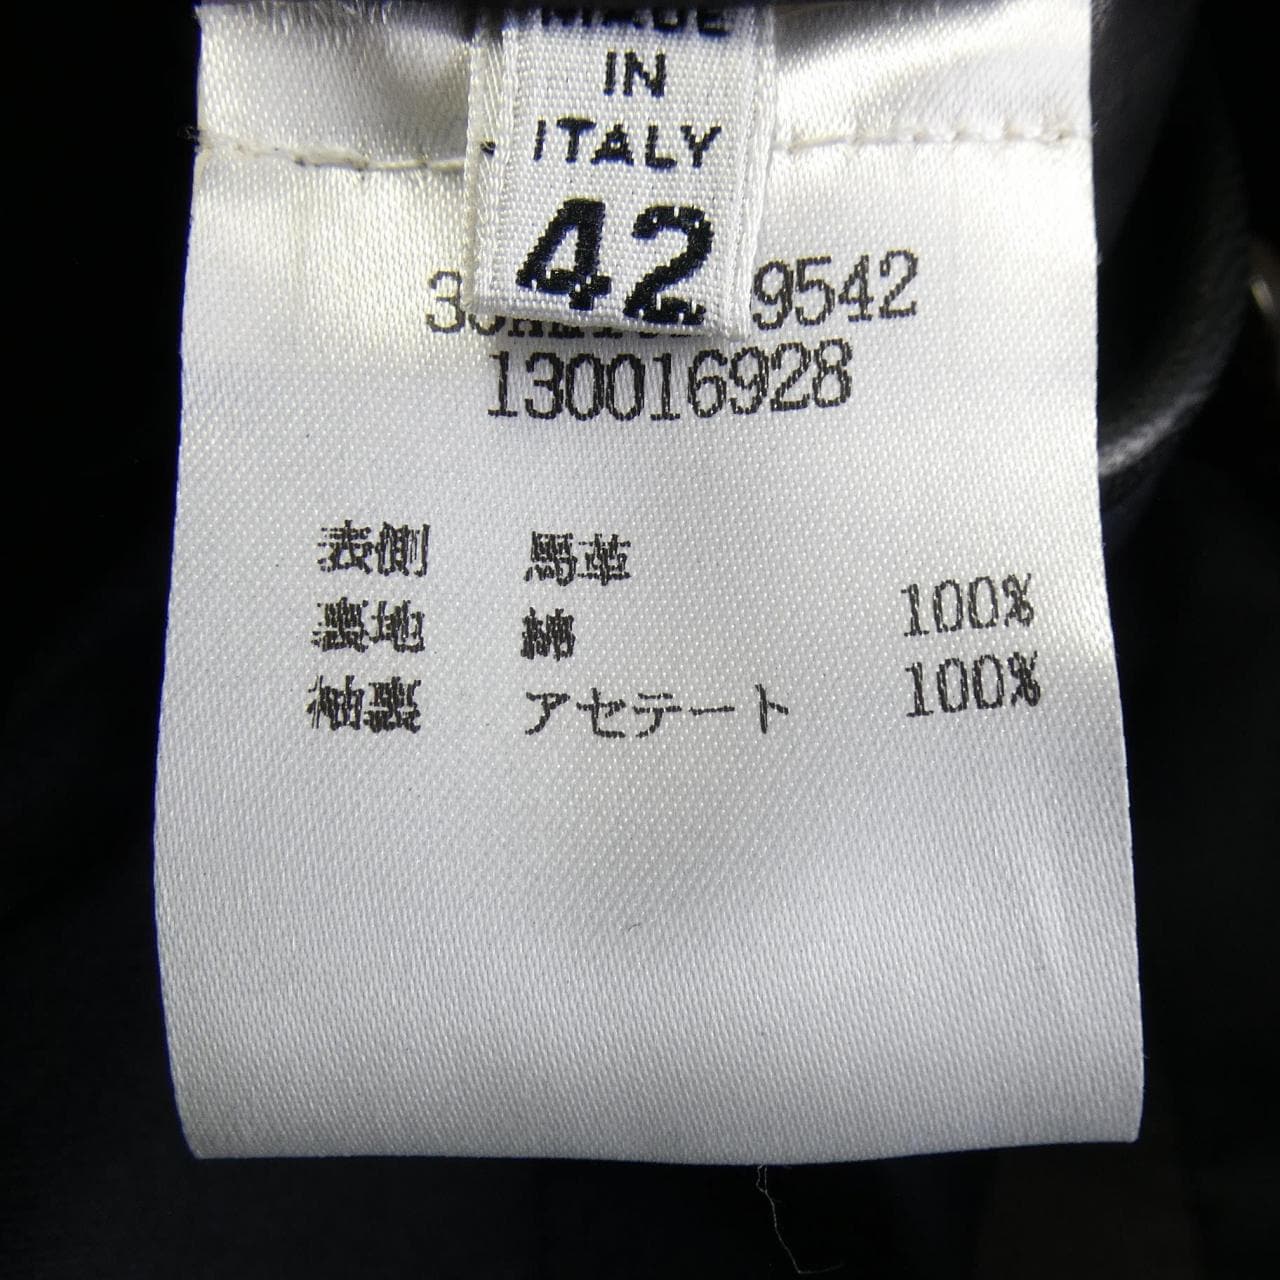 MADE
IN
ITALY
42
9542
130016928
表側 馬革
裏地 綿 100%
袖裏 アセテート 100%